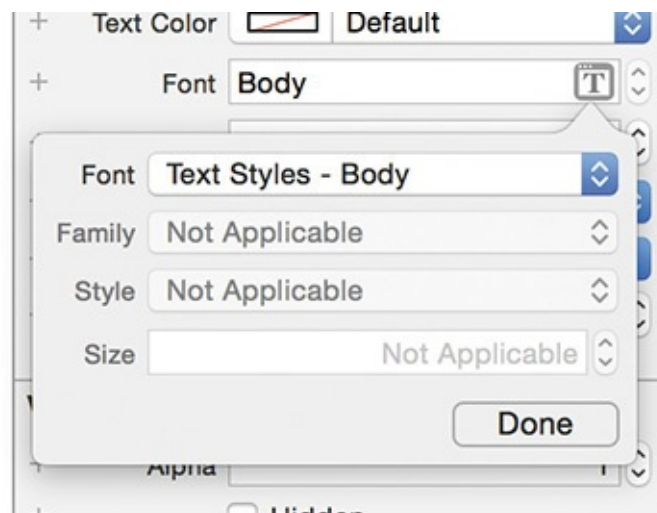 Text Color Default
Font Body T
Font Text Styles - Body
Family Not Applicable
Style Not Applicable
Size Not Applicable
Done
Alpha 1
Hidden